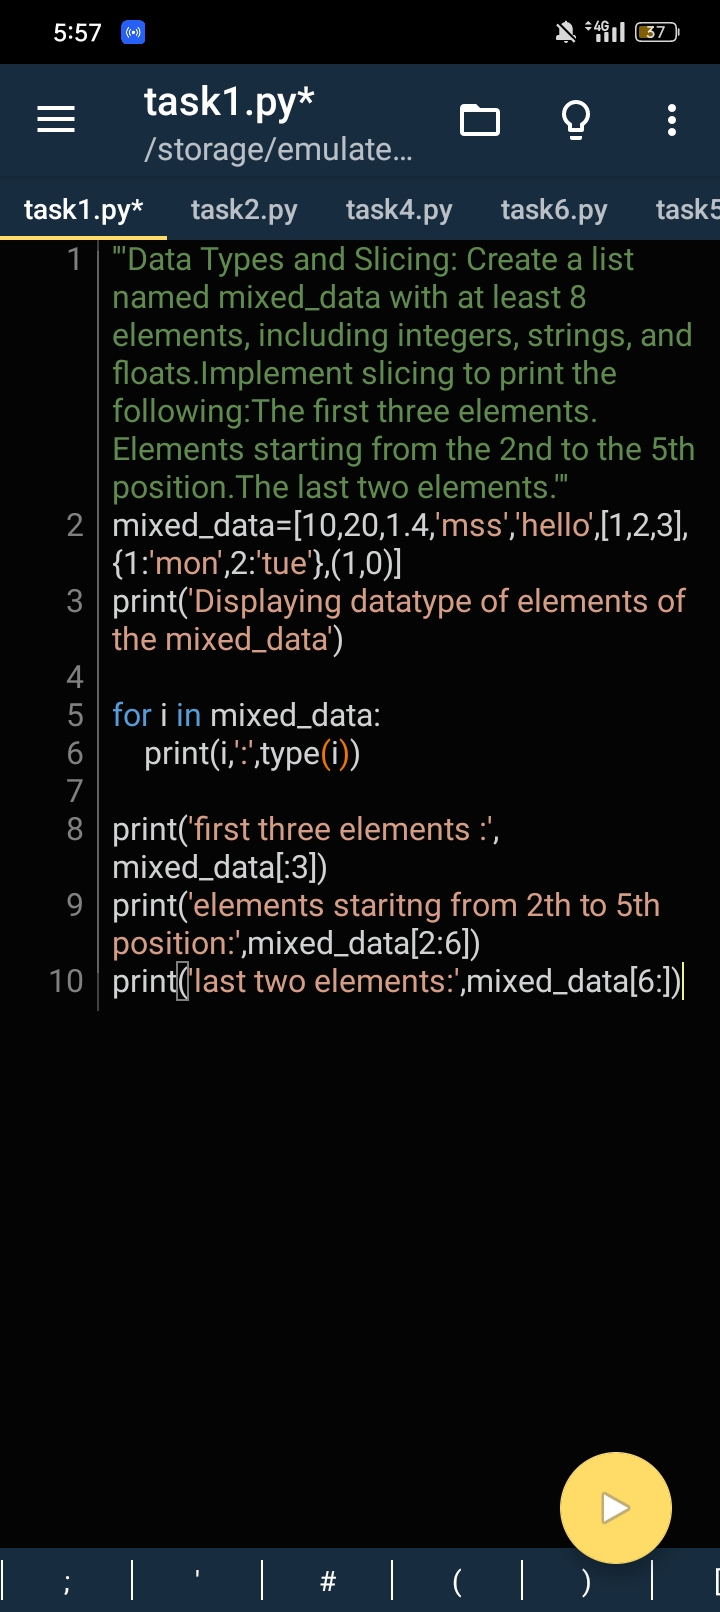 5:57
4G
37
task1.py*
/storage/emulate...
task1.py*
task2.py
task4.py
task6.py
task5
1 '''Data Types and Slicing: Create a list
named mixed_data with at least 8
elements, including integers, strings, and
floats.Implement slicing to print the
following:The first three elements.
Elements starting from the 2nd to the 5th
position.The last two elements.'''
2 mixed_data=[10,20,1.4,'mss','hello',[1,2,3],
{1:'mon',2:'tue'},(1,0)]
3 print('Displaying datatype of elements of
the mixed_data')
4
5 for i in mixed_data:
6     print(i,':',type(i))
7
8 print('first three elements :',
mixed_data[:3])
9 print('elements staritng from 2th to 5th
position:',mixed_data[2:6])
10 print('last two elements:',mixed_data[6:])
; ' # ( ) [